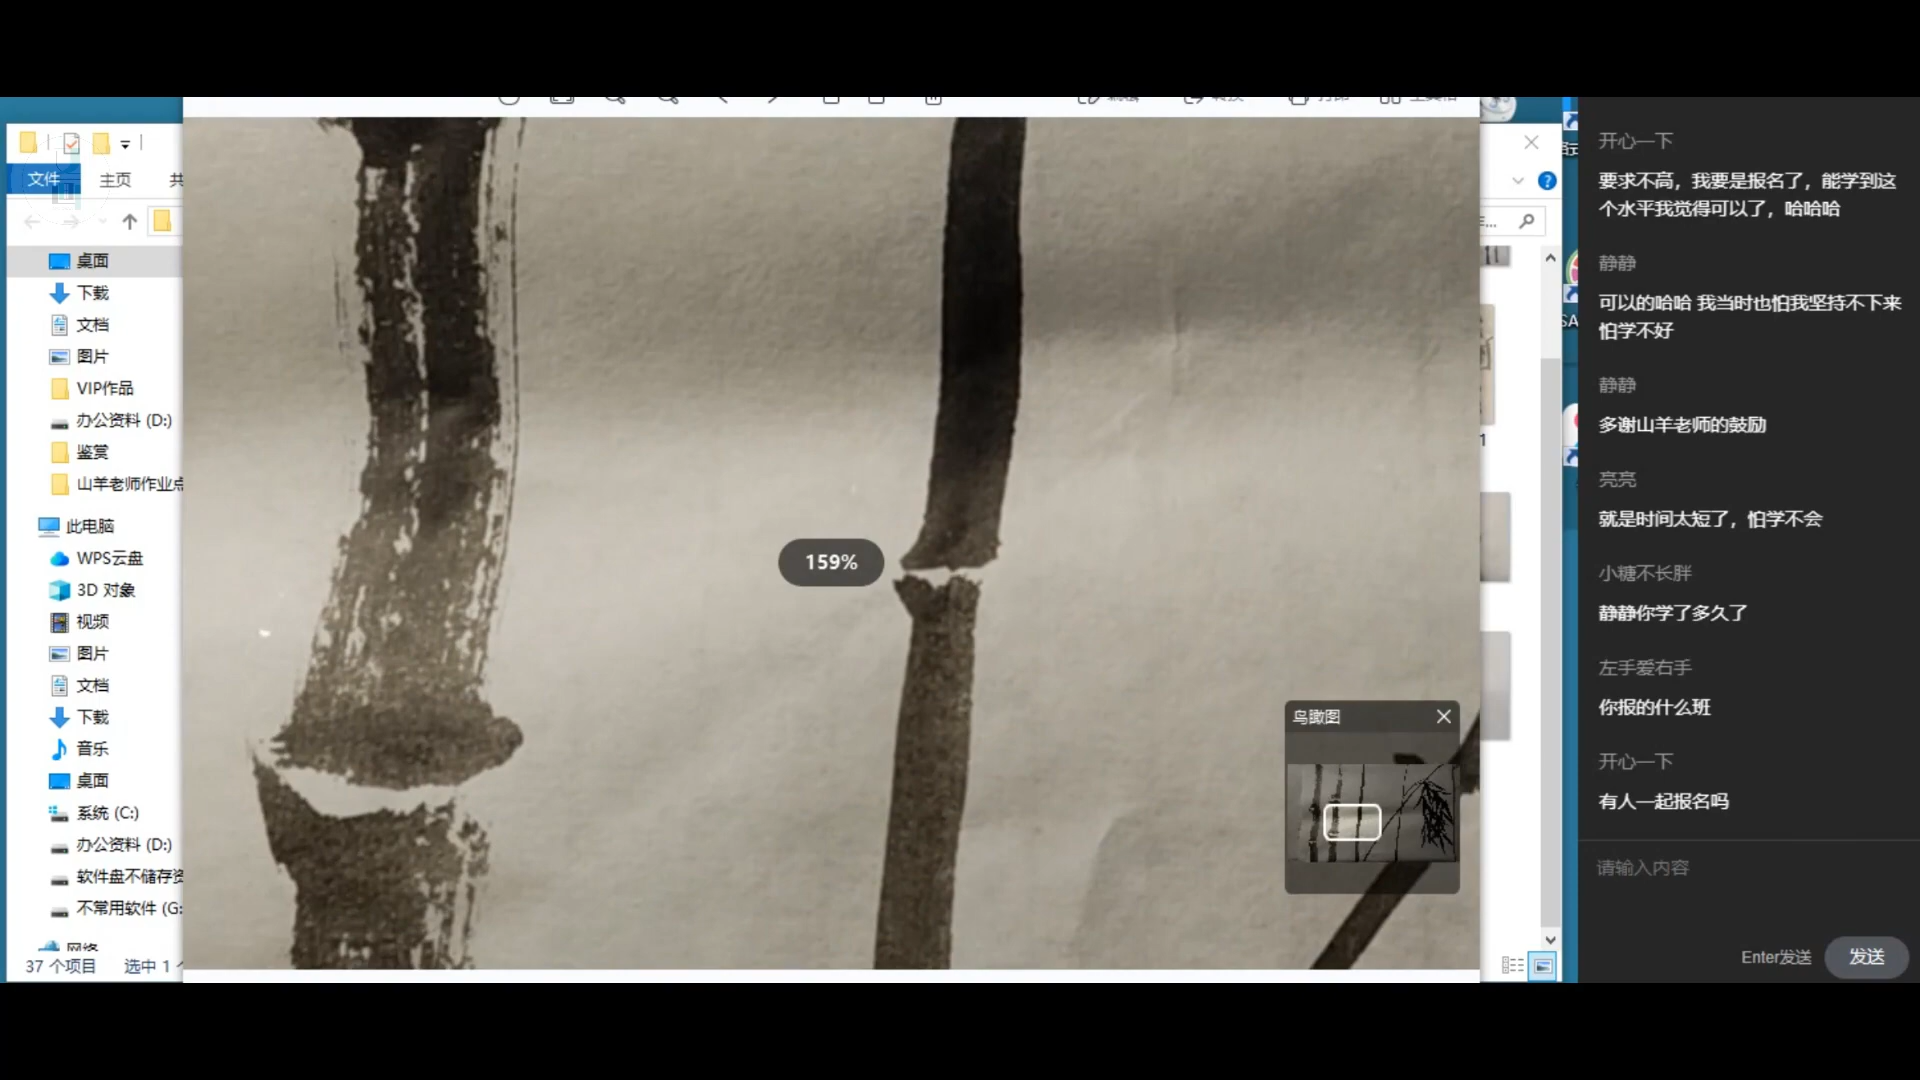 文件
主页
共
桌面
下载
文档
图片
VIP作品
办公资料 (D:)
鉴赏
山羊老师作业点
此电脑
WPS云盘
3D 对象
视频
图片
文档
下载
音乐
桌面
系统 (C:)
办公资料 (D:)
软件盘不储存资
不常用软件 (G:
网络
37 个项目 选中 1 个
159%
鸟瞰图
SA
1
开心一下
要求不高，我要是报名了，能学到这
个水平我觉得可以了，哈哈哈
静静
可以的哈哈 我当时也怕我坚持不下来
怕学不好
静静
多谢山羊老师的鼓励
亮亮
就是时间太短了，怕学不会
小糖不长胖
静静你学了多久了
左手爱右手
你报的什么班
开心一下
有人一起报名吗
请输入内容
Enter发送
发送